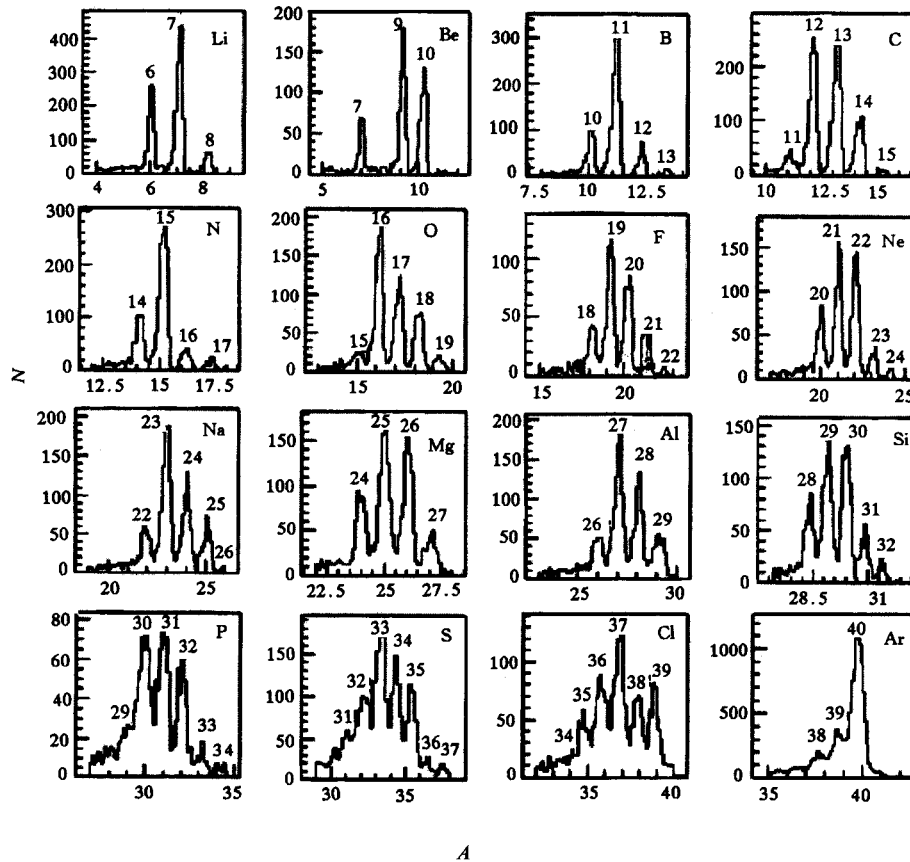 Li 6 7 8
400 300 200 100 0
4 6 8
Be 7 9 10
200 150 100 50 0
5 10
B 10 11 12 13
300 200 100 0
7.5 10 12.5
C 11 12 13 14 15
300 200 100 0
10 12.5 15
N 14 15 16 17
300 200 100 0
12.5 15 17.5
O 15 16 17 18 19
200 150 100 50 0
15 20
F 18 19 20 21 22
100 50 0
15 20
Ne 20 21 22 23 24
150 100 50 0
20 25
N
Na 22 23 24 25 26
200 150 100 50 0
20 25
Mg 24 25 26 27
150 100 50 0
22.5 25 27.5
Al 26 27 28 29
200 150 100 50 0
25 30
Si 28 29 30 31 32
150 100 50 0
28.5 31
P 29 30 31 32 33 34
80 60 40 20 0
30 35
S 31 32 33 34 35 36 37
150 100 50 0
30 35
Cl 34 35 36 37 38 39
100 50 0
35 40
Ar 38 39 40
1000 500 0
35 40
A